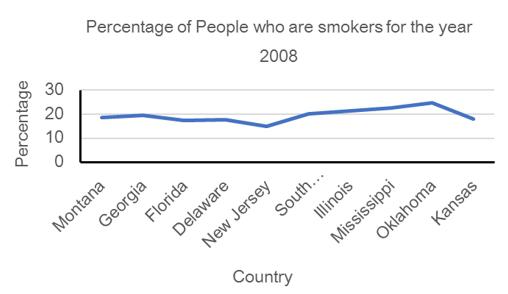 Percentage of People who are smokers for the year
2008
Percentage
30
20
10
0
Montana
Georgia
Florida
Delaware
New Jersey
South...
Illinois
Mississippi
Oklahoma
Kansas
Country